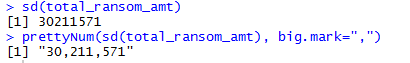 > sd(total_ransom_amt)
[1] 30211571
> prettyNum(sd(total_ransom_amt), big.mark=",")
[1] "30,211,571"